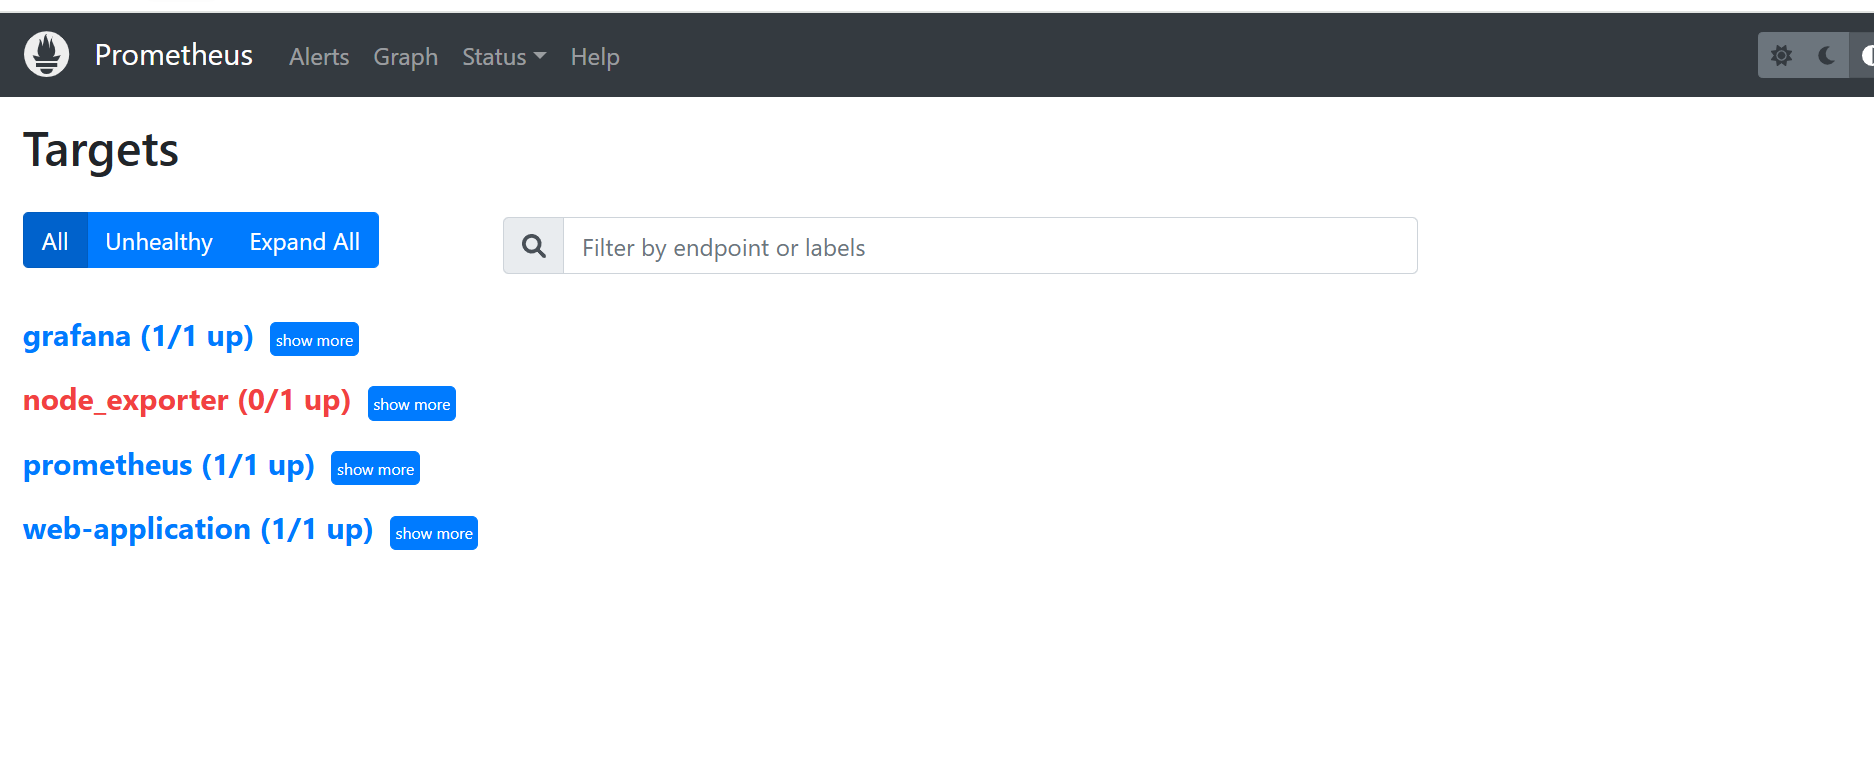 Prometheus Alerts Graph Status Help
Targets
All Unhealthy Expand All
Filter by endpoint or labels
grafana (1/1 up) show more
node_exporter (0/1 up) show more
prometheus (1/1 up) show more
web-application (1/1 up) show more